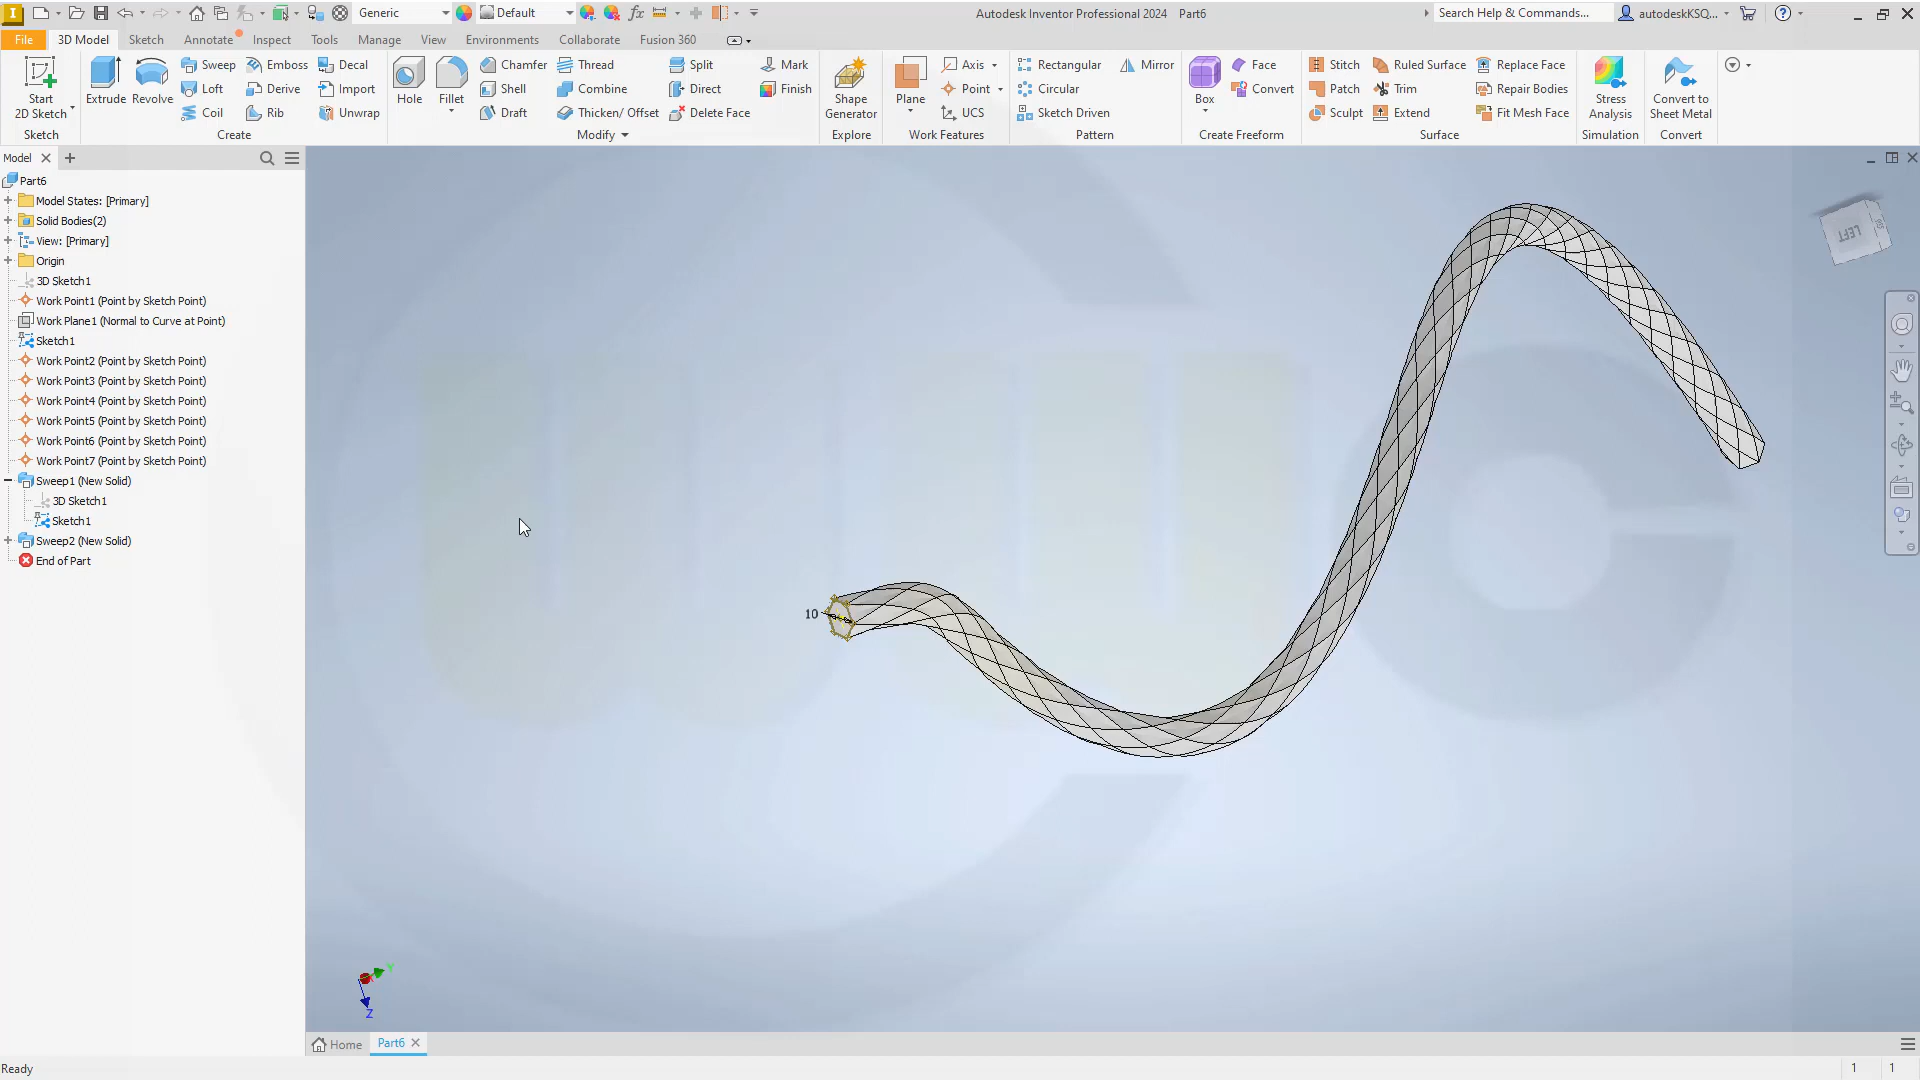 Generic
Default
Autodesk Inventor Professional 2024 Part6
Search Help & Commands...
autodeskKSQ...
File
3D Model
Sketch
Annotate
Inspect
Tools
Manage
View
Environments
Collaborate
Fusion 360
Start
2D Sketch
Sketch
Extrude
Revolve
Sweep
Loft
Coil
Emboss
Derive
Rib
Decal
Import
Unwrap
Create
Hole
Fillet
Chamfer
Shell
Draft
Thread
Combine
Thicken/ Offset
Split
Direct
Delete Face
Mark
Finish
Modify
Shape
Generator
Explore
Plane
Axis
Point
UCS
Work Features
Rectangular
Circular
Sketch Driven
Mirror
Pattern
Box
Face
Convert
Create Freeform
Stitch
Patch
Sculpt
Ruled Surface
Trim
Extend
Replace Face
Repair Bodies
Fit Mesh Face
Surface
Stress
Analysis
Simulation
Convert to
Sheet Metal
Convert
Model
Part6
Model States: [Primary]
Solid Bodies(2)
View: [Primary]
Origin
3D Sketch1
Work Point1 (Point by Sketch Point)
Work Plane1 (Normal to Curve at Point)
Sketch1
Work Point2 (Point by Sketch Point)
Work Point3 (Point by Sketch Point)
Work Point4 (Point by Sketch Point)
Work Point5 (Point by Sketch Point)
Work Point6 (Point by Sketch Point)
Work Point7 (Point by Sketch Point)
Sweep1 (New Solid)
3D Sketch1
Sketch1
Sweep2 (New Solid)
End of Part
LEFT
10
Y
Z
Home
Part6
Ready
1
1